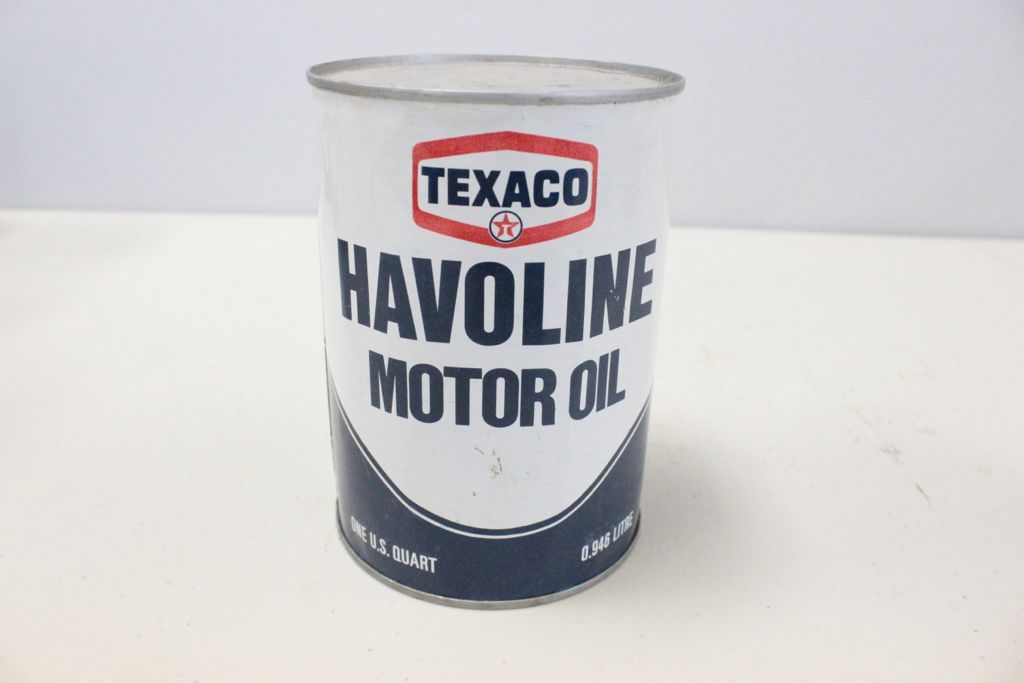 TEXACO
HAVOLINE
MOTOR OIL
ONE U.S. QUART
0.946 LITRE